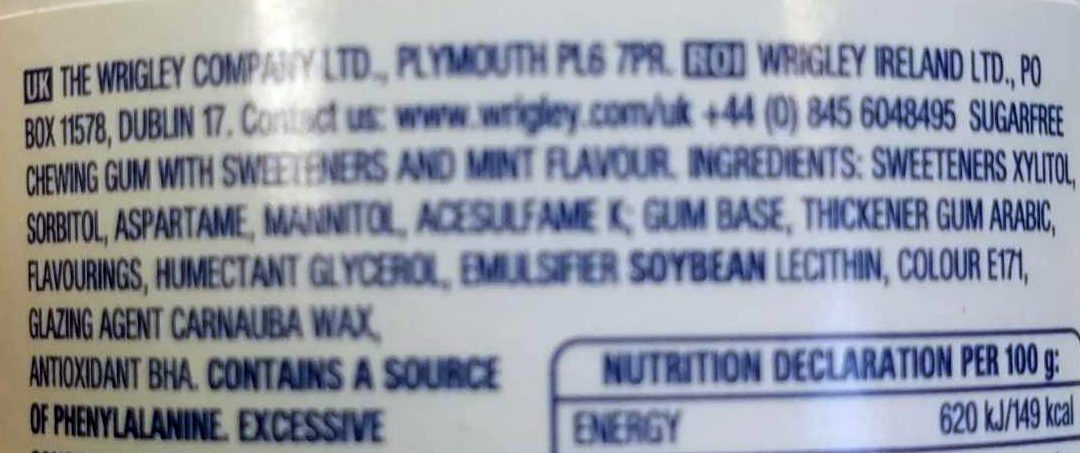 UK THE WRIGLEY COMPANY LTD., PLYMOUTH PL6 7PR. ROI WRIGLEY IRELAND LTD., PO
BOX 11578, DUBLIN 17. Contact us: www.wrigley.com/uk +44 (0) 845 6048495 SUGARFREE
CHEWING GUM WITH SWEETENERS AND MINT FLAVOUR. INGREDIENTS: SWEETENERS XYLITOL,
SORBITOL, ASPARTAME, MANNITOL, ACESULFAME K; GUM BASE, THICKENER GUM ARABIC,
FLAVOURINGS, HUMECTANT GLYCEROL, EMULSIFIER SOYBEAN LECITHIN, COLOUR E171,
GLAZING AGENT CARNAUBA WAX,
ANTIOXIDANT BHA. CONTAINS A SOURCE
OF PHENYLALANINE. EXCESSIVE
NUTRITION DECLARATION PER 100 g:
ENERGY 620 kJ/149 kcal